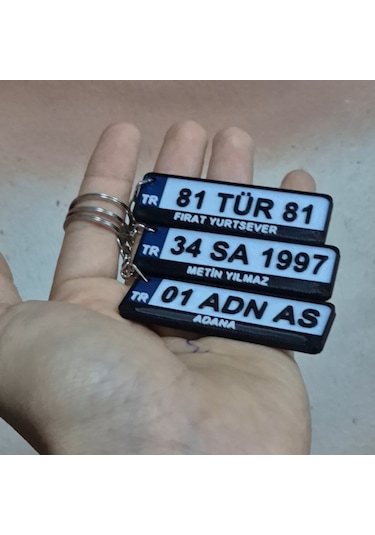 TR 81 TÜR 81
FIRAT YURTSEVER
TR 34 SA 1997
METİN YILMAZ
TR 01 ADN AS
ADANA